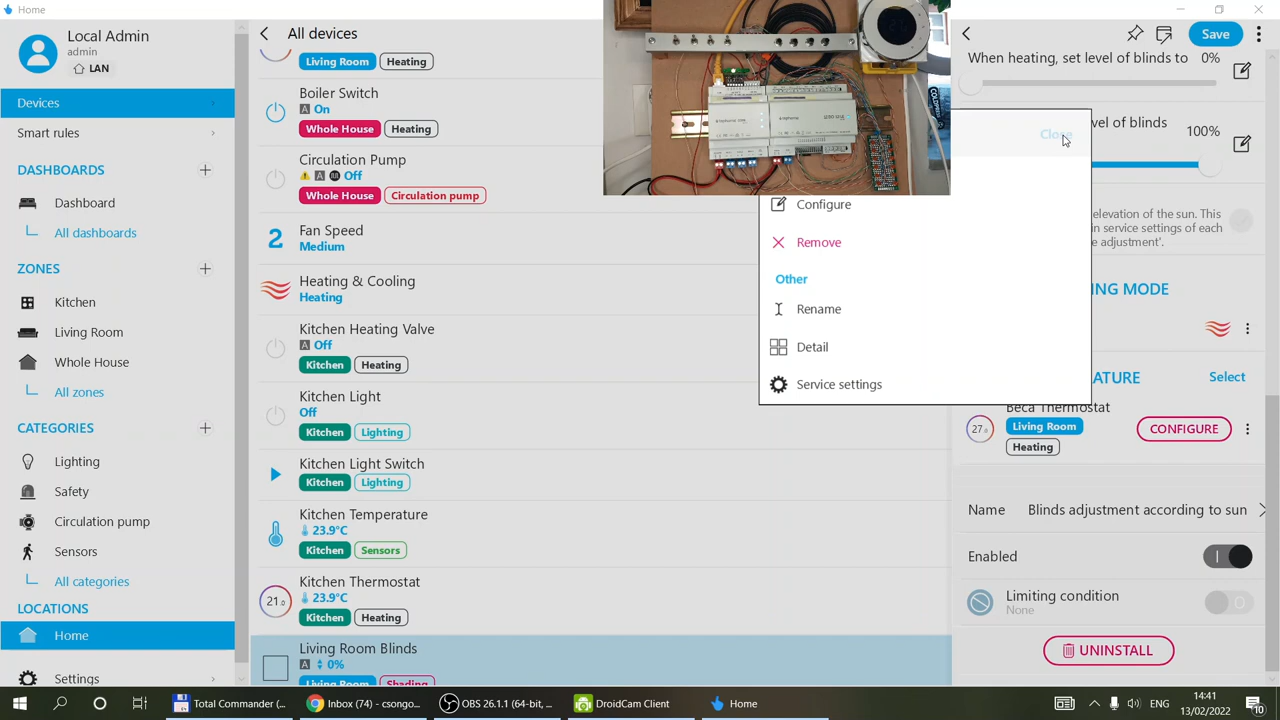 Home
Local Admin
admin
LAN
Devices
Smart rules
DASHBOARDS
Dashboard
All dashboards
ZONES
Kitchen
Living Room
Whole House
All zones
CATEGORIES
Lighting
Safety
Circulation pump
Sensors
All categories
LOCATIONS
Home
Settings
All devices
Living Room Heating
Boiler Switch
A On
Whole House Heating
Circulation Pump
A Off
Whole House Circulation pump
Fan Speed
2 Medium
Heating & Cooling
Heating
Kitchen Heating Valve
A Off
Kitchen Heating
Kitchen Light
Off
Kitchen Lighting
Kitchen Light Switch
Kitchen Lighting
Kitchen Temperature
23.9°C
Kitchen Sensors
Kitchen Thermostat
21.0 23.9°C
Kitchen Heating
Living Room Blinds
A 0%
Living Room Shading
Close
Configure
Remove
Other
Rename
Detail
Service settings
Save
When heating, set level of blinds to 0%
vel of blinds
100%
elevation of the sun. This
in service settings of each
e adjustment'.
NG MODE
ATURE Select
Beca Thermostat
27.
Living Room
Heating
CONFIGURE
Name Blinds adjustment according to sun
Enabled
Limiting condition
None
UNINSTALL
Total Commander (...
Inbox (74) - csongo...
OBS 26.1.1 (64-bit, ...
DroidCam Client
Home
ENG
14:41
13/02/2022